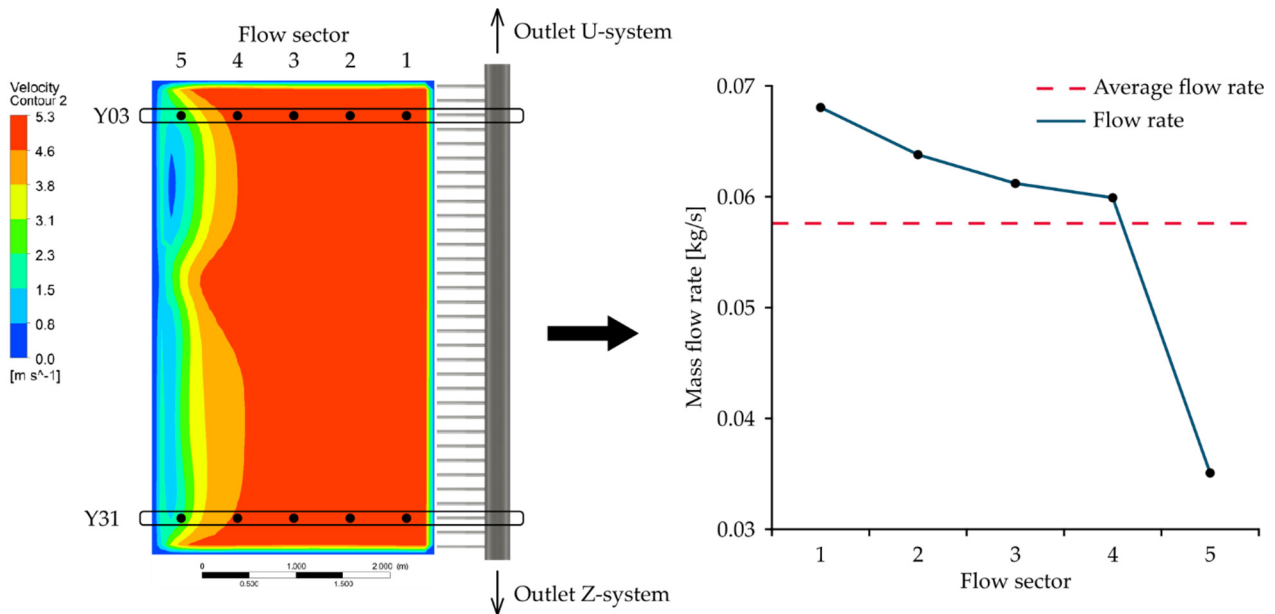 Flow sector
5 4 3 2 1
Outlet U-system
Velocity
Contour 2
5.3
4.6
3.8
3.1
2.3
1.5
0.8
0.0
[m s^-1]
Y03
Y31
0 1.000 2.000 (m)
0.500 1.500
Outlet Z-system
Average flow rate
Flow rate
Mass flow rate [kg/s]
0.07
0.06
0.05
0.04
0.03
1 2 3 4 5
Flow sector